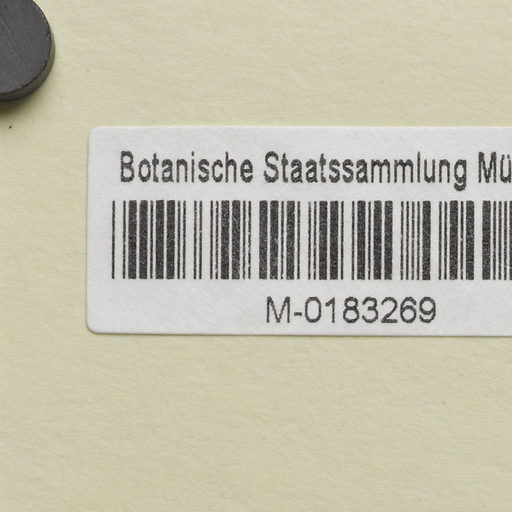 Botanische Staatssammlung Mü
M-0183269